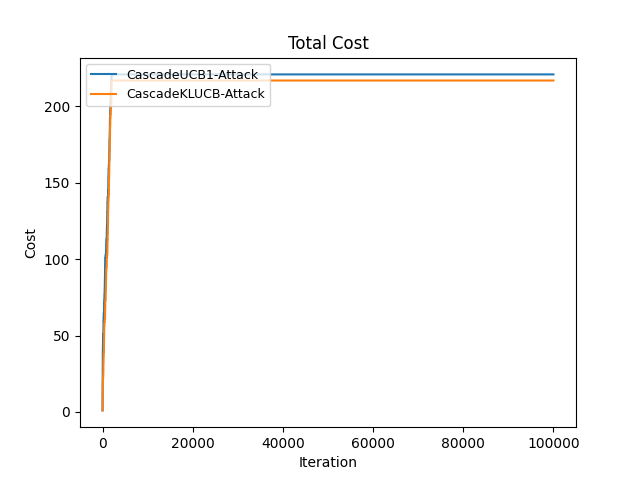 Total Cost
CascadeUCB1-Attack
CascadeKLUCB-Attack
200
150
100
50
0
Cost
0 20000 40000 60000 80000 100000
Iteration